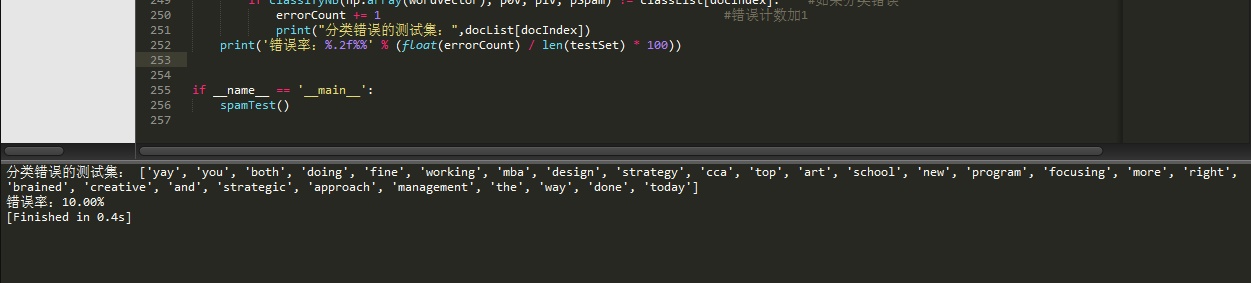 249 if classifyNB(np.array(wordVector), p0V, p1V, pSpam) != classList[docIndex]: #如果分类错误
250 errorCount += 1 #错误计数加1
251 print("分类错误的测试集：",docList[docIndex])
252 print('错误率：%.2f%%' % (float(errorCount) / len(testSet) * 100))
253
254
255 if __name__ == '__main__':
256 spamTest()
257
分类错误的测试集： ['yay', 'you', 'both', 'doing', 'fine', 'working', 'mba', 'design', 'strategy', 'cca', 'top', 'art', 'school', 'new', 'program', 'focusing', 'more', 'right',
'brained', 'creative', 'and', 'strategic', 'approach', 'management', 'the', 'way', 'done', 'today']
错误率：10.00%
[Finished in 0.4s]